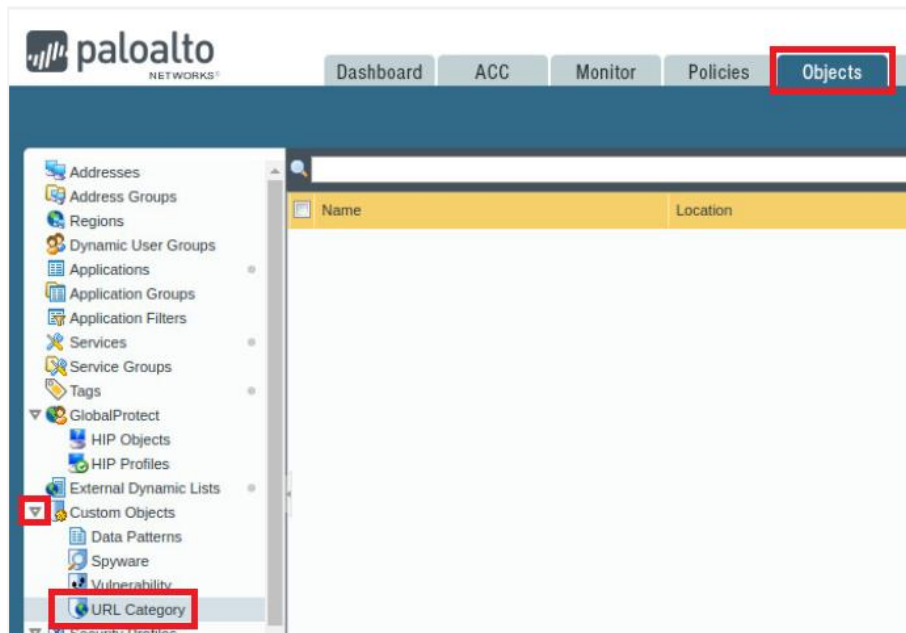 paloalto
NETWORKS®
Dashboard ACC Monitor Policies Objects
Addresses
Address Groups
Regions
Dynamic User Groups
Applications
Application Groups
Application Filters
Services
Service Groups
Tags
GlobalProtect
HIP Objects
HIP Profiles
External Dynamic Lists
Custom Objects
Data Patterns
Spyware
Vulnerability
URL Category
Security Profiles
Name Location